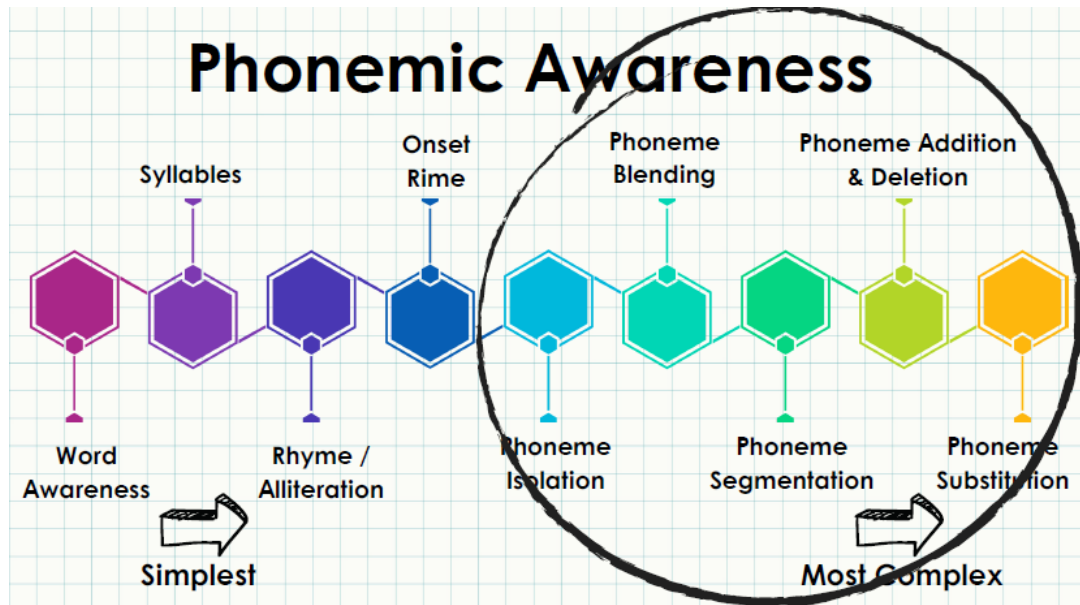 Phonemic Awareness
Syllables
Onset
Rime
Phoneme
Blending
Phoneme Addition
& Deletion
Word
Awareness
Rhyme /
Alliteration
Phoneme
Isolation
Phoneme
Segmentation
Phoneme
Substitution
Simplest
Most Complex